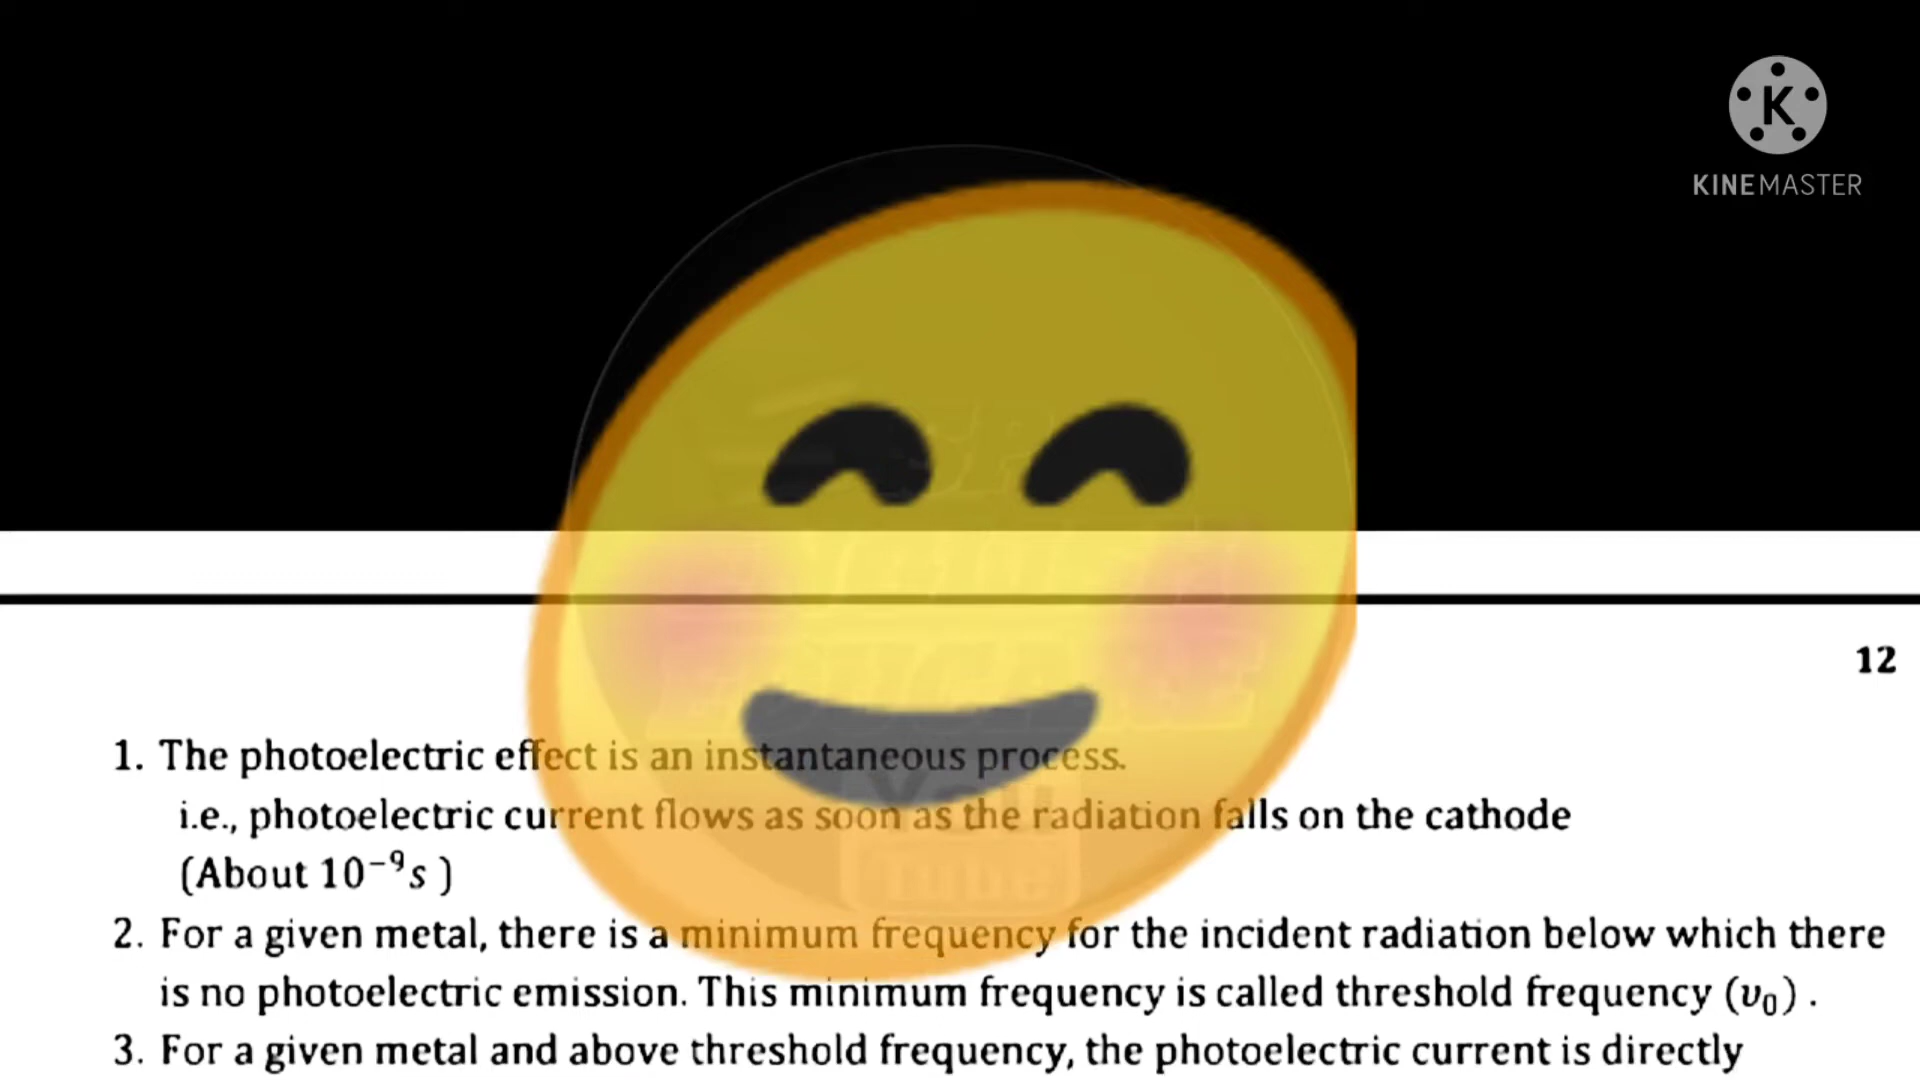 K
KINEMASTER
12
1. The photoelectric effect is an instantaneous process.
i.e., photoelectric current flows as soon as the radiation falls on the cathode
(About 10⁻⁹s )
You
Tube
2. For a given metal, there is a minimum frequency for the incident radiation below which there
is no photoelectric emission. This minimum frequency is called threshold frequency (υ₀) .
3. For a given metal and above threshold frequency, the photoelectric current is directly